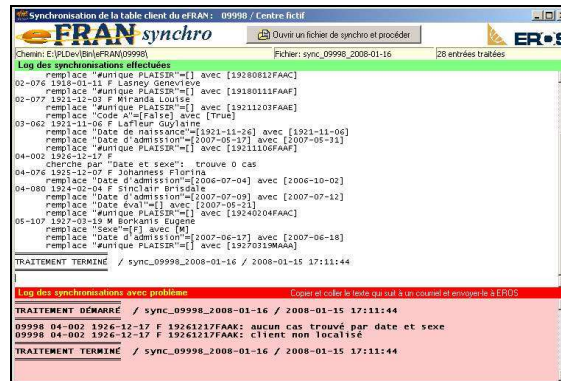 Synchronisation de la table client du eFRAN : 09998 / Centre fictif
eFRAN synchro
Ouvrir un fichier de synchro et procéder
EROS
Chemin: E:\PLDev\Bin\eFRAN\09998\ Fichier: sync_09998_2008-01-16 28 entrées traitées
Log des synchronisations effectuées
remplace "#unique PLAISIR"=[] avec [19280812FAAC]
02-076 1918-01-11 F Lasney Geneviève
remplace "#unique PLAISIR"=[] avec [19180111FAAF]
02-077 1921-12-03 F Miranda Louise
remplace "#unique PLAISIR"=[] avec [19211203FAAE]
remplace "Code A"=[False] avec [True]
03-062 1921-11-06 F Lafleur Guylaine
remplace "Date de naissance"=[1921-11-26] avec [1921-11-06]
remplace "Date d'admission"=[2007-05-17] avec [2007-05-31]
remplace "#unique PLAISIR"=[] avec [19211106FAAF]
04-002 1926-12-17 F
cherche par "Date et sexe": trouve 0 cas
04-076 1925-12-07 F Johanness Florina
remplace "Date d'admission"=[2006-07-04] avec [2006-10-02]
04-080 1924-02-04 F Sinclair Brisdale
remplace "Date d'admission"=[2007-07-09] avec [2007-07-12]
remplace "Date éval"=[] avec [2007-05-21]
remplace "#unique PLAISIR"=[] avec [19240204FAAC]
05-107 1927-03-19 M Borkanis Eugene
remplace "Sexe"=[F] avec [M]
remplace "Date d'admission"=[2007-06-17] avec [2007-06-18]
remplace "#unique PLAISIR"=[] avec [19270319MAAA]
TRAITEMENT TERMINÉ / sync_09998_2008-01-16 / 2008-01-15 17:11:44
Log des synchronisations avec problème Copier et coller le texte qui suit à un courriel et envoyer-le à EROS
TRAITEMENT DÉMARRÉ / sync_09998_2008-01-16 / 2008-01-15 17:11:44
09998 04-002 1926-12-17 F 19261217FAAK: aucun cas trouvé par date et sexe
09998 04-002 1926-12-17 F 19261217FAAK: client non localisé
TRAITEMENT TERMINÉ / sync_09998_2008-01-16 / 2008-01-15 17:11:44